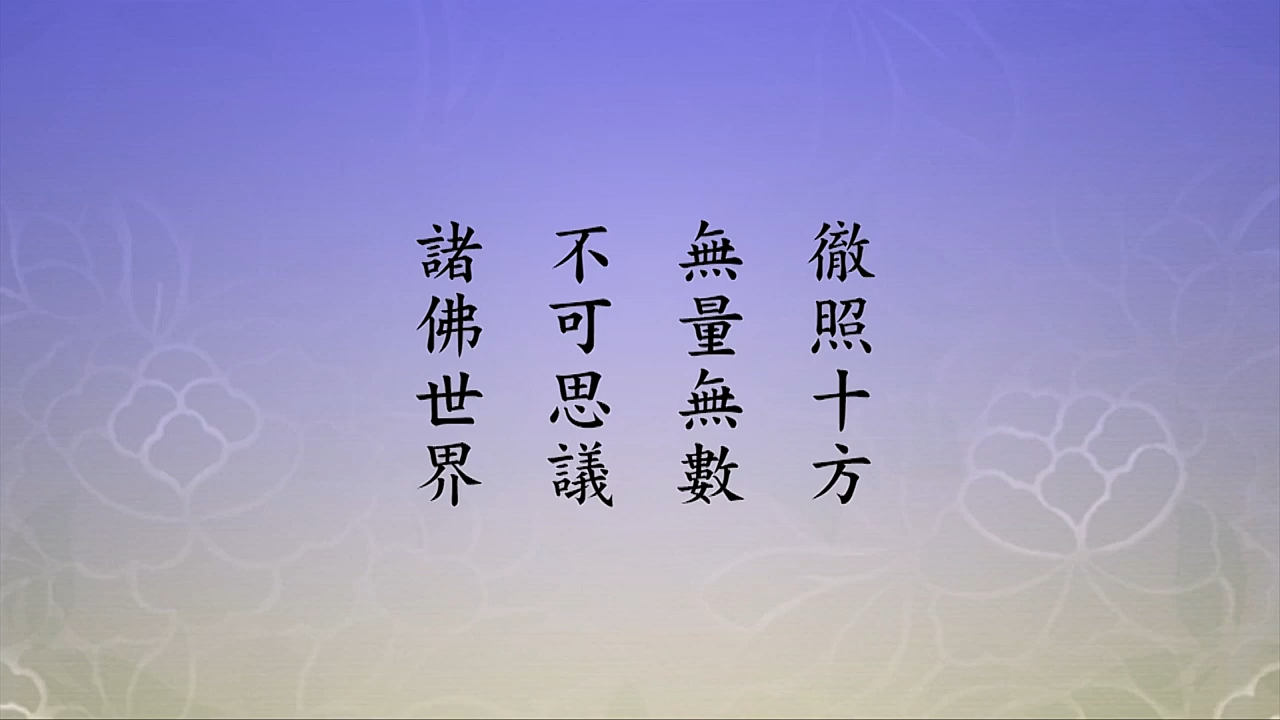 徹照十方
無量無數
不可思議
諸佛世界